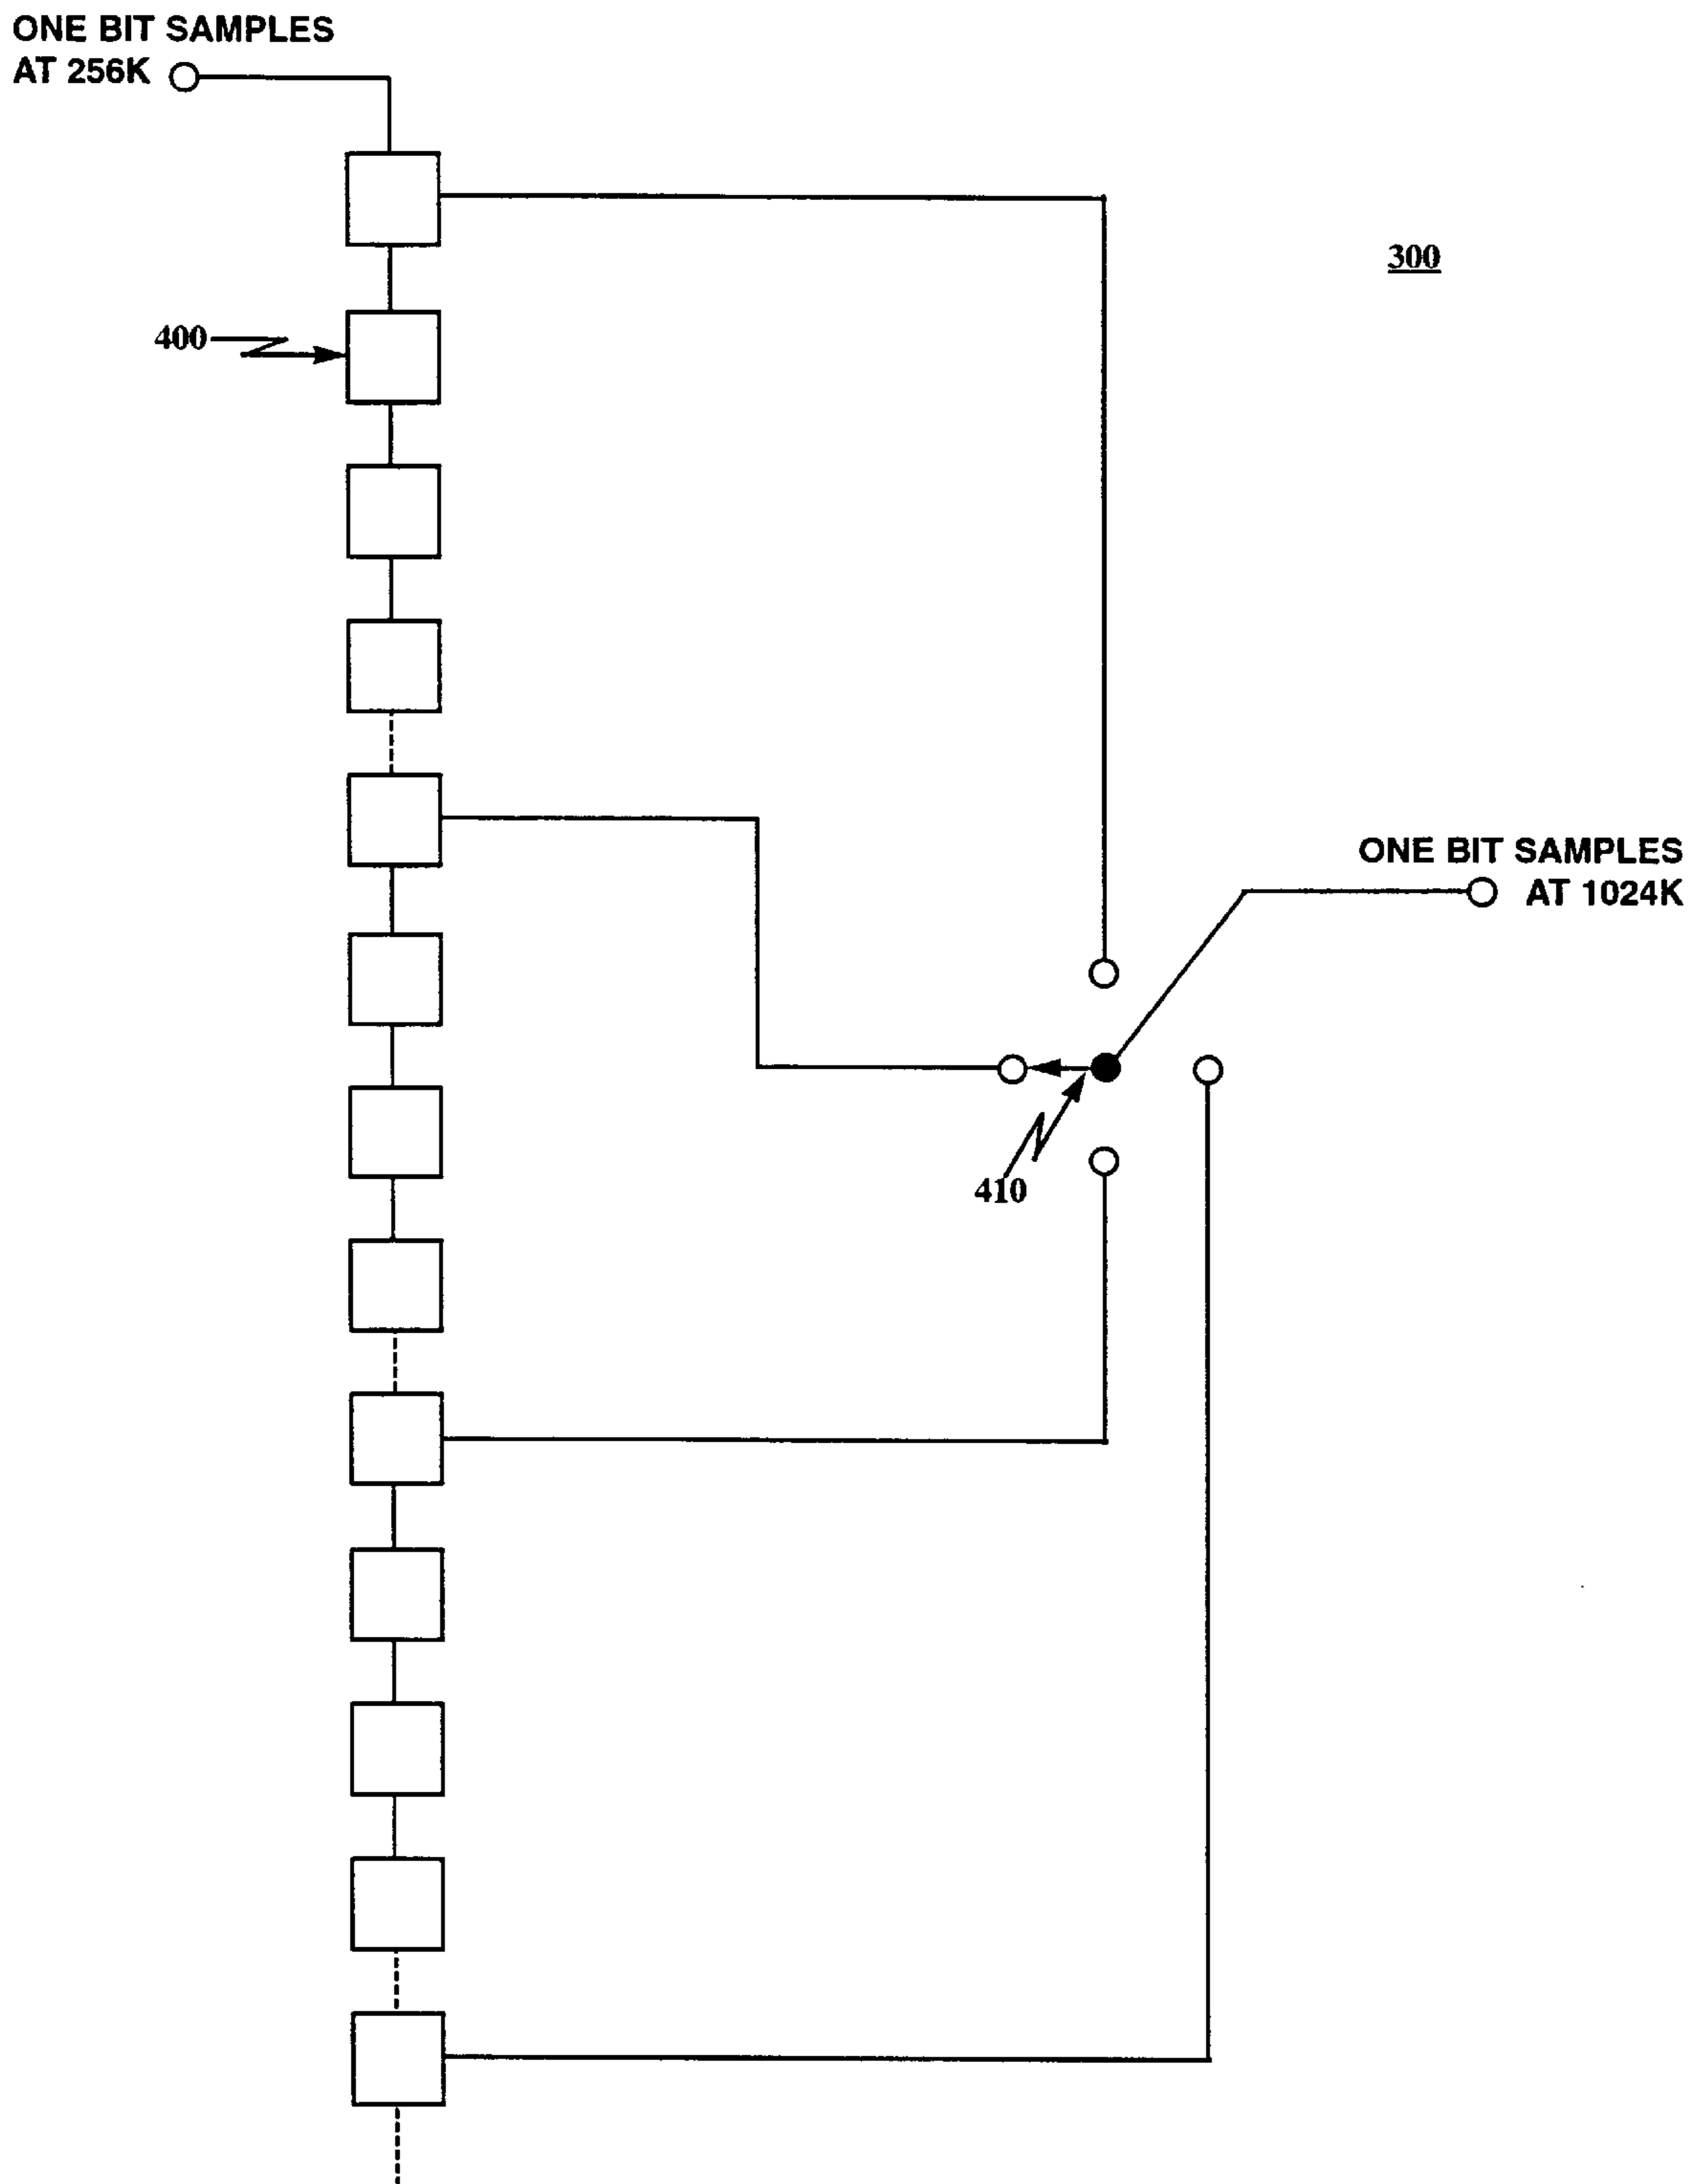 ONE BIT SAMPLES
AT 256K
300
400
ONE BIT SAMPLES
AT 1024K
410